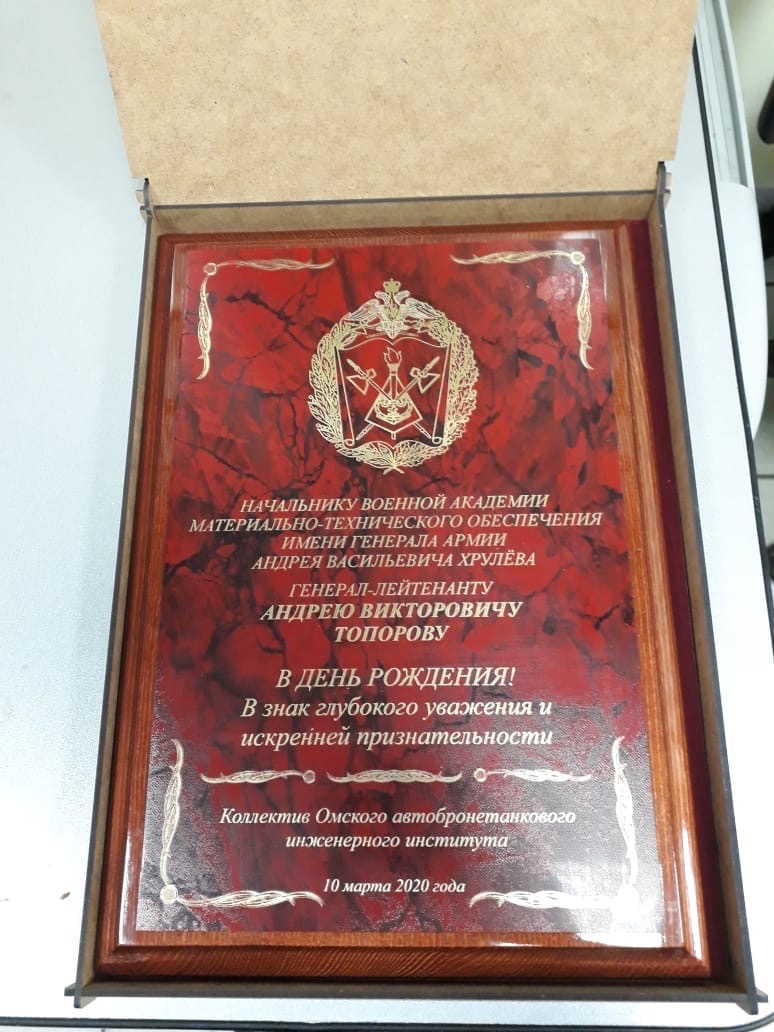 НАЧАЛЬНИКУ ВОЕННОЙ АКАДЕМИИ
МАТЕРИАЛЬНО-ТЕХНИЧЕСКОГО ОБЕСПЕЧЕНИЯ
ИМЕНИ ГЕНЕРАЛА АРМИИ
АНДРЕЯ ВАСИЛЬЕВИЧА ХРУЛЁВА
ГЕНЕРАЛ-ЛЕЙТЕНАНТУ
АНДРЕЮ ВИКТОРОВИЧУ
ТОПОРОВУ
В ДЕНЬ РОЖДЕНИЯ!
В знак глубокого уважения и
искренней признательности
Коллектив Омского автобронетанкового
инженерного института
10 марта 2020 года